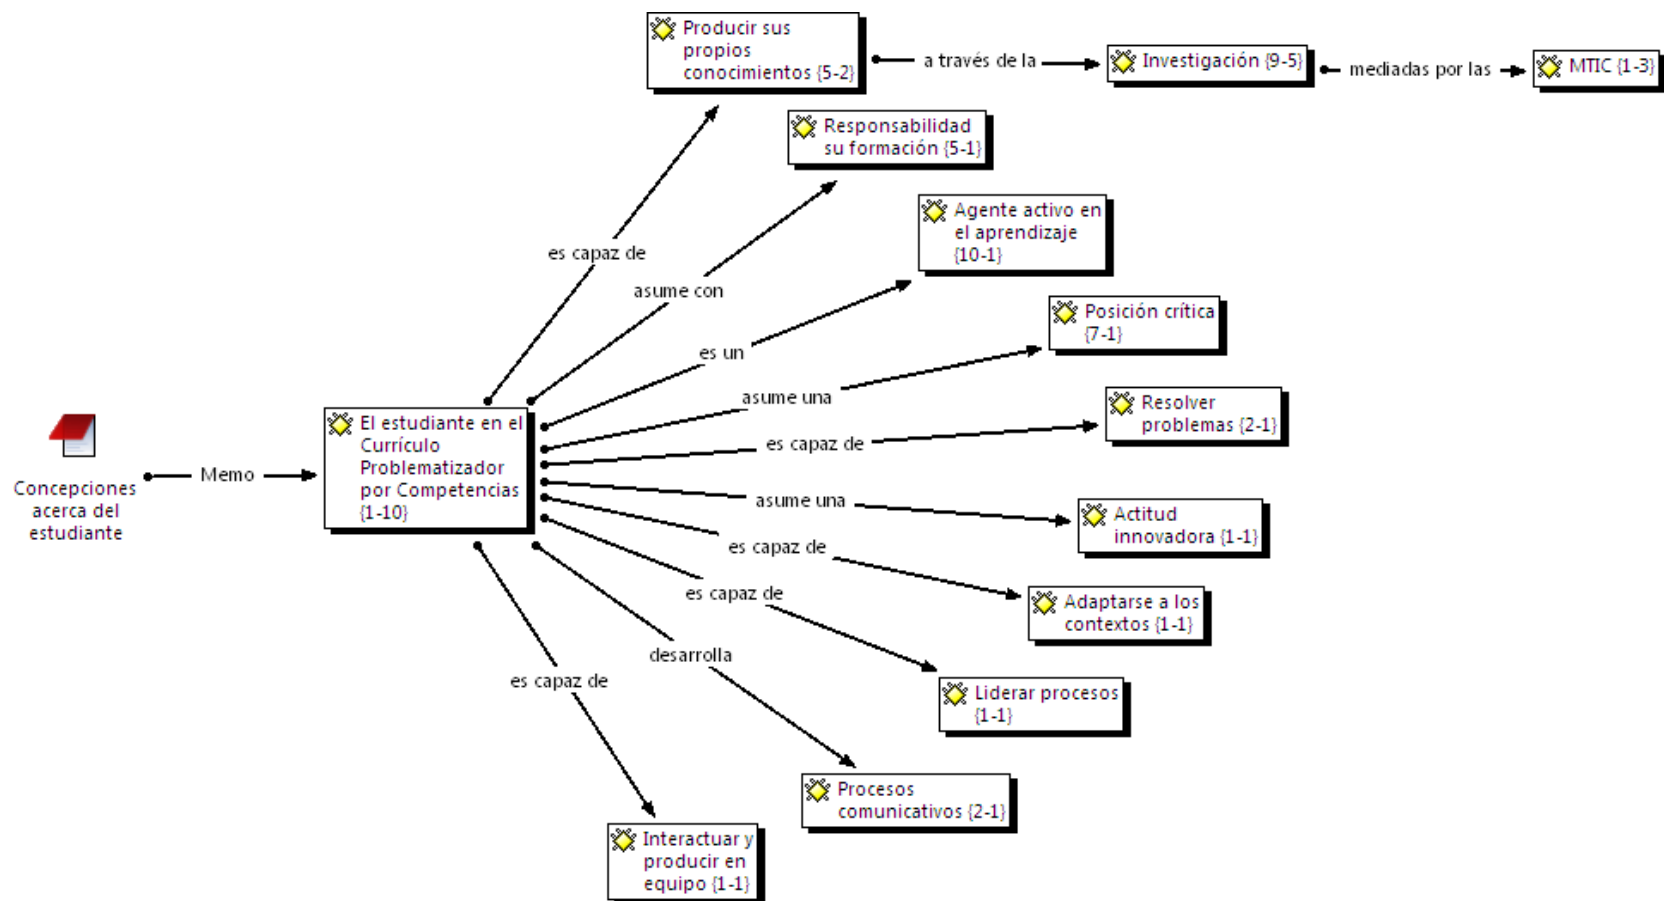 Producir sus
propios
conocimientos {5-2}
a través de la
Investigación {9-5}
mediadas por las
MTIC {1-3}
Responsabilidad
su formación {5-1}
Agente activo en
el aprendizaje
{10-1}
es capaz de
asume con
Posición crítica
{7-1}
es un
asume una
Resolver
problemas {2-1}
es capaz de
El estudiante en el
Currículo
Problematizador
por Competencias
{1-10}
Memo
Concepciones
acerca del
estudiante
asume una
Actitud
innovadora {1-1}
es capaz de
Adaptarse a los
contextos {1-1}
es capaz de
desarrolla
es capaz de
Liderar procesos
{1-1}
Procesos
comunicativos {2-1}
Interactuar y
producir en
equipo {1-1}